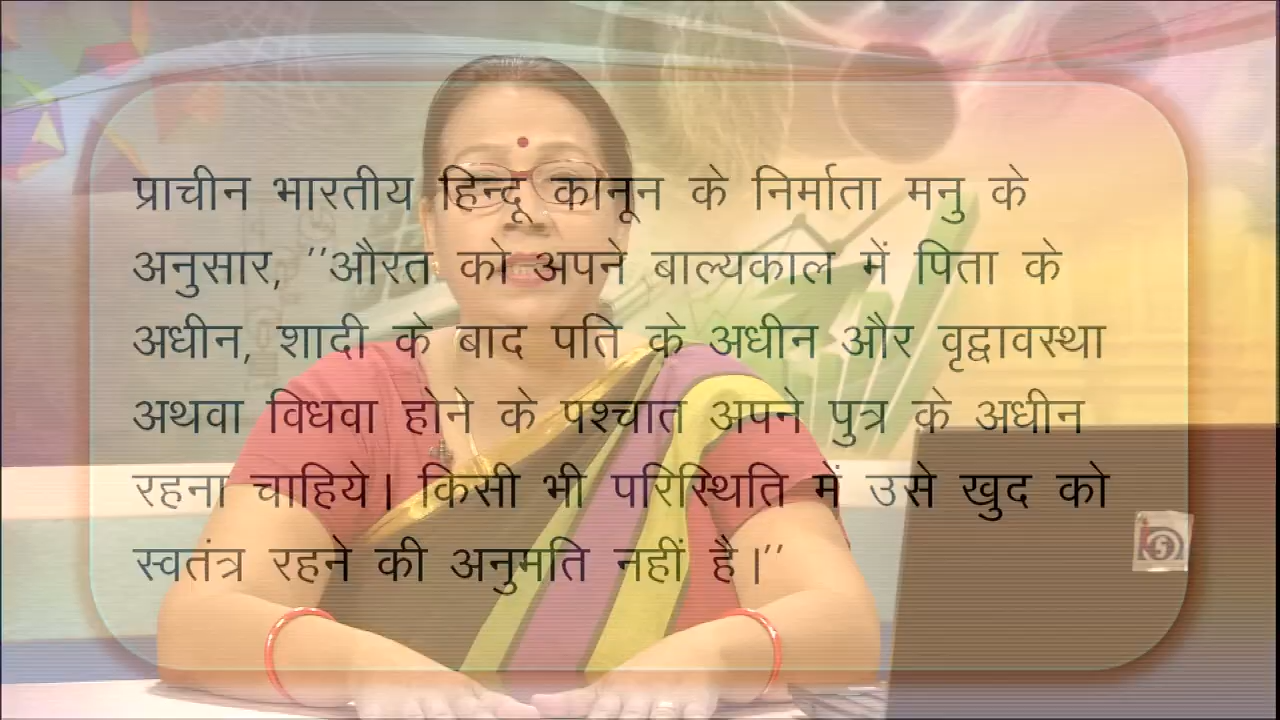 प्राचीन भारतीय हिन्दू कानून के निर्माता मनु के
अनुसार, ''औरत को अपने बाल्यकाल में पिता के
अधीन, शादी के बाद पति के अधीन और वृद्वावस्था
अथवा विधवा होने के पश्चात अपने पुत्र के अधीन
रहना चाहिये। किसी भी परिस्थिति में उसे खुद को
स्वतंत्र रहने की अनुमति नहीं है।''